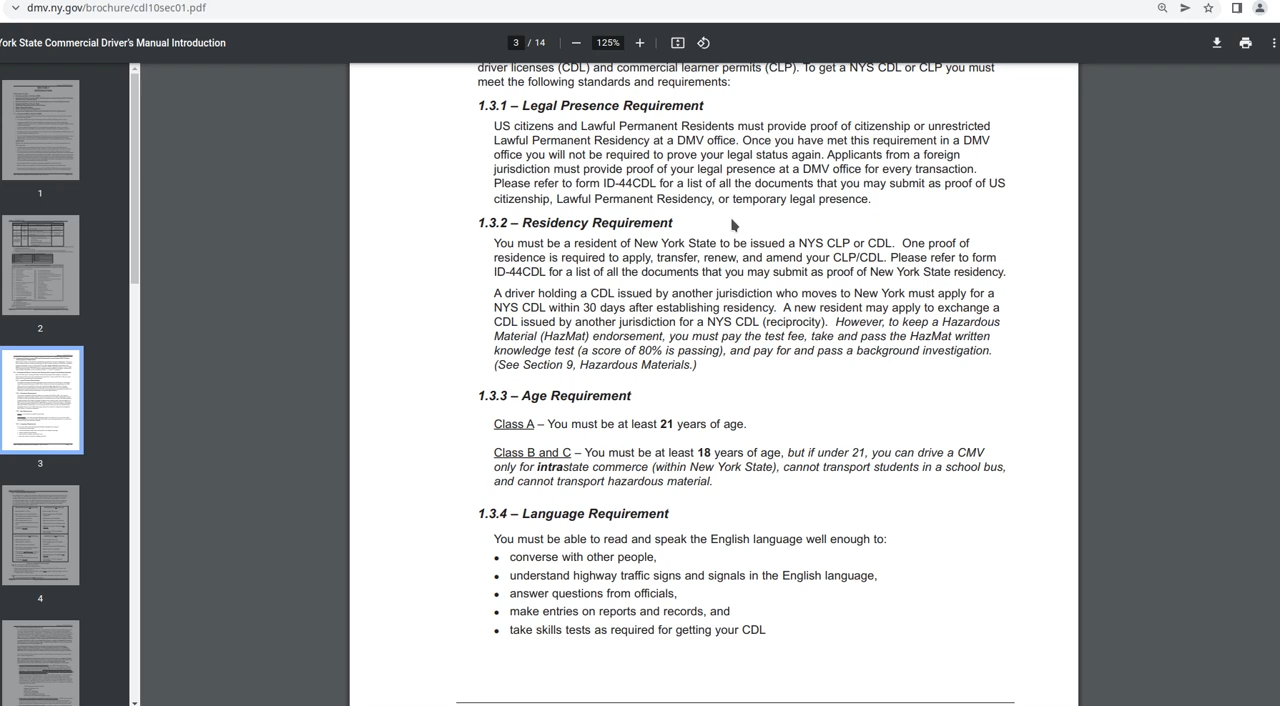 dmv.ny.gov/brochure/cdl10sec01.pdf
York State Commercial Driver's Manual Introduction
3 / 14
125%
1
2
3
4
driver licenses (CDL) and commercial learner permits (CLP). To get a NYS CDL or CLP you must
meet the following standards and requirements:
1.3.1 – Legal Presence Requirement
US citizens and Lawful Permanent Residents must provide proof of citizenship or unrestricted
Lawful Permanent Residency at a DMV office. Once you have met this requirement in a DMV
office you will not be required to prove your legal status again. Applicants from a foreign
jurisdiction must provide proof of your legal presence at a DMV office for every transaction.
Please refer to form ID-44CDL for a list of all the documents that you may submit as proof of US
citizenship, Lawful Permanent Residency, or temporary legal presence.
1.3.2 – Residency Requirement
You must be a resident of New York State to be issued a NYS CLP or CDL. One proof of
residence is required to apply, transfer, renew, and amend your CLP/CDL. Please refer to form
ID-44CDL for a list of all the documents that you may submit as proof of New York State residency.
A driver holding a CDL issued by another jurisdiction who moves to New York must apply for a
NYS CDL within 30 days after establishing residency. A new resident may apply to exchange a
CDL issued by another jurisdiction for a NYS CDL (reciprocity). However, to keep a Hazardous
Material (HazMat) endorsement, you must pay the test fee, take and pass the HazMat written
knowledge test (a score of 80% is passing), and pay for and pass a background investigation.
(See Section 9, Hazardous Materials.)
1.3.3 – Age Requirement
Class A – You must be at least 21 years of age.
Class B and C – You must be at least 18 years of age, but if under 21, you can drive a CMV
only for intrastate commerce (within New York State), cannot transport students in a school bus,
and cannot transport hazardous material.
1.3.4 – Language Requirement
You must be able to read and speak the English language well enough to:
• converse with other people,
• understand highway traffic signs and signals in the English language,
• answer questions from officials,
• make entries on reports and records, and
• take skills tests as required for getting your CDL